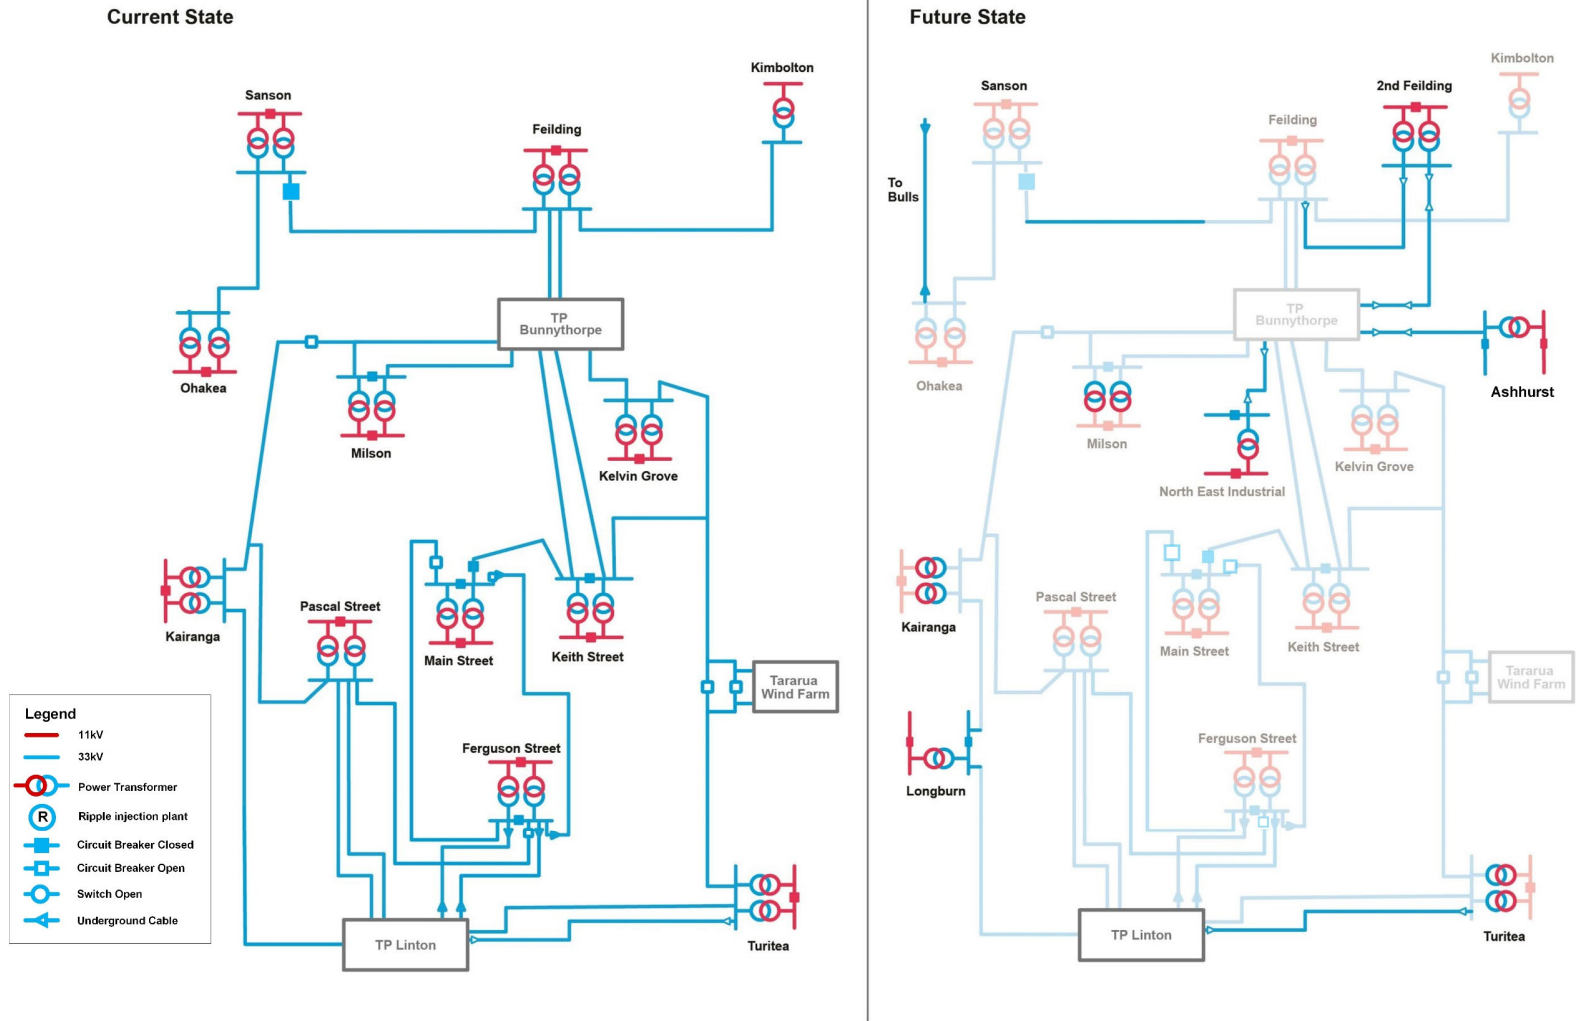 Current State
Sanson
Feilding
Kimbolton
TP
Bunnythorpe
Ohakea
Milson
Kelvin Grove
Kairanga
Pascal Street
Main Street
Keith Street
Tararua
Wind Farm
Ferguson Street
TP Linton
Turitea
Legend
11kV
33kV
Power Transformer
R
Ripple injection plant
Circuit Breaker Closed
Circuit Breaker Open
Switch Open
Underground Cable
Future State
Sanson
To
Bulls
Feilding
2nd Feilding
Kimbolton
TP
Bunnythorpe
Ohakea
Milson
Ashhurst
Kelvin Grove
North East Industrial
Kairanga
Pascal Street
Main Street
Keith Street
Tararua
Wind Farm
Longburn
Ferguson Street
TP Linton
Turitea